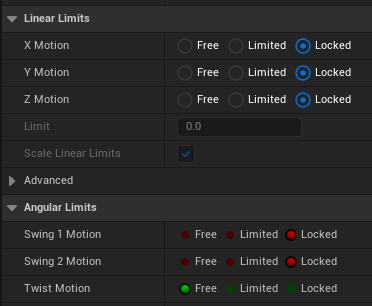 Linear Limits
X Motion Free Limited Locked
Y Motion Free Limited Locked
Z Motion Free Limited Locked
Limit 0.0
Scale Linear Limits
Advanced
Angular Limits
Swing 1 Motion Free Limited Locked
Swing 2 Motion Free Limited Locked
Twist Motion Free Limited Locked